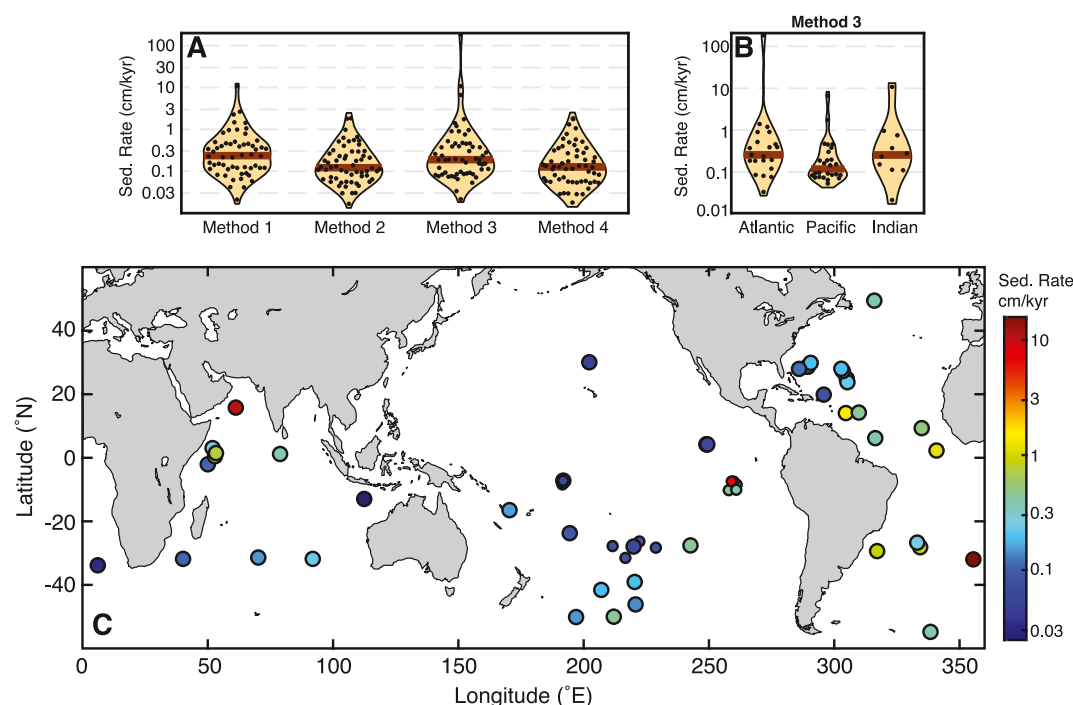 Method 3
A
B
Sed. Rate (cm/kyr)
100
30
10
3
1
0.3
0.1
0.03
Method 1
Method 2
Method 3
Method 4
Sed. Rate (cm/kyr)
100
10
1
0.1
0.01
Atlantic
Pacific
Indian
Latitude (˚N)
40
20
0
-20
-40
C
0
50
100
150
200
250
300
350
Longitude (˚E)
Sed. Rate
cm/kyr
10
3
1
0.3
0.1
0.03